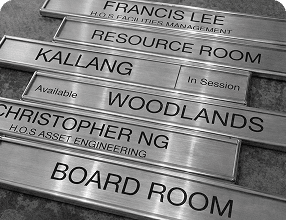 FRANCIS LEE
H.O.S FACILITIES MANAGEMENT
RESOURCE ROOM
KALLANG
In Session
Available
WOODLANDS
CHRISTOPHER NG
H.O.S ASSET ENGINEERING
BOARD ROOM